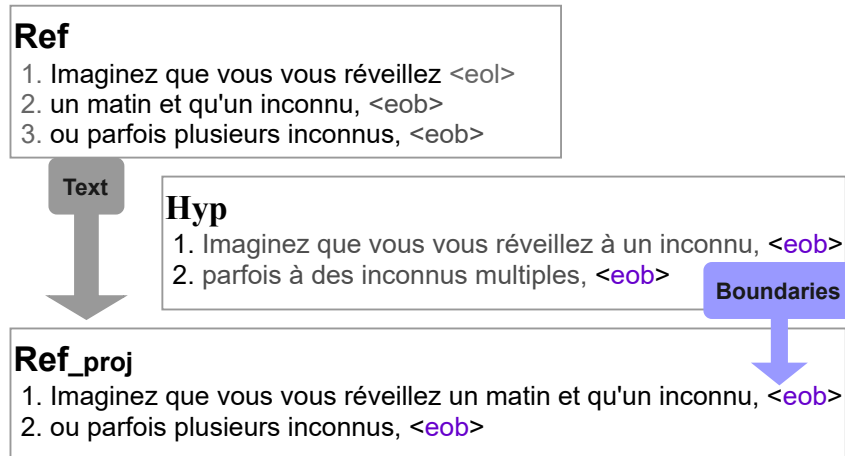 Ref
1. Imaginez que vous vous réveillez <eol>
2. un matin et qu'un inconnu, <eob>
3. ou parfois plusieurs inconnus, <eob>
Text
Hyp
1. Imaginez que vous vous réveillez à un inconnu, <eob>
2. parfois à des inconnus multiples, <eob>
Boundaries
Ref_proj
1. Imaginez que vous vous réveillez un matin et qu'un inconnu, <eob>
2. ou parfois plusieurs inconnus, <eob>